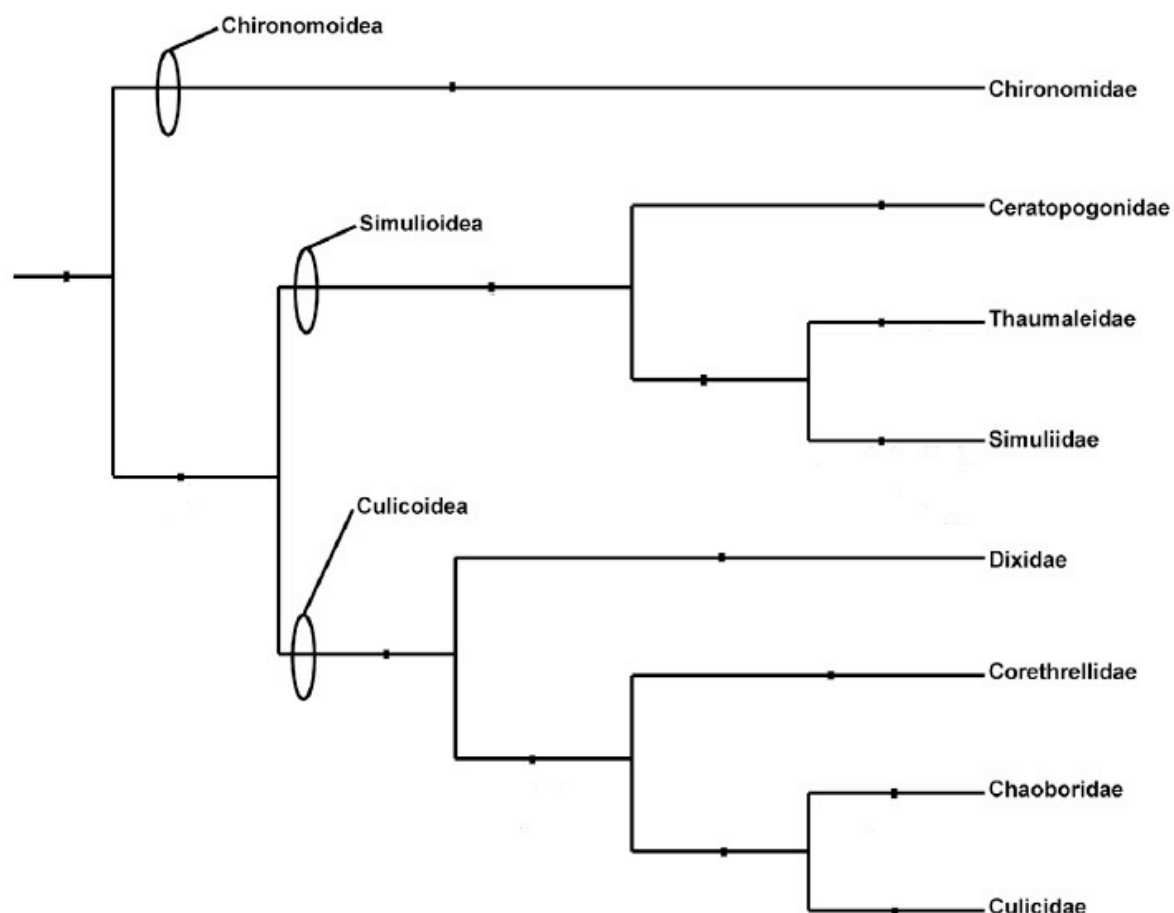 Chironomoidea
Chironomidae
Ceratopogonidae
Simulioidea
Thaumaleidae
Simuliidae
Culicoidea
Dixidae
Corethrellidae
Chaoboridae
Culicidae